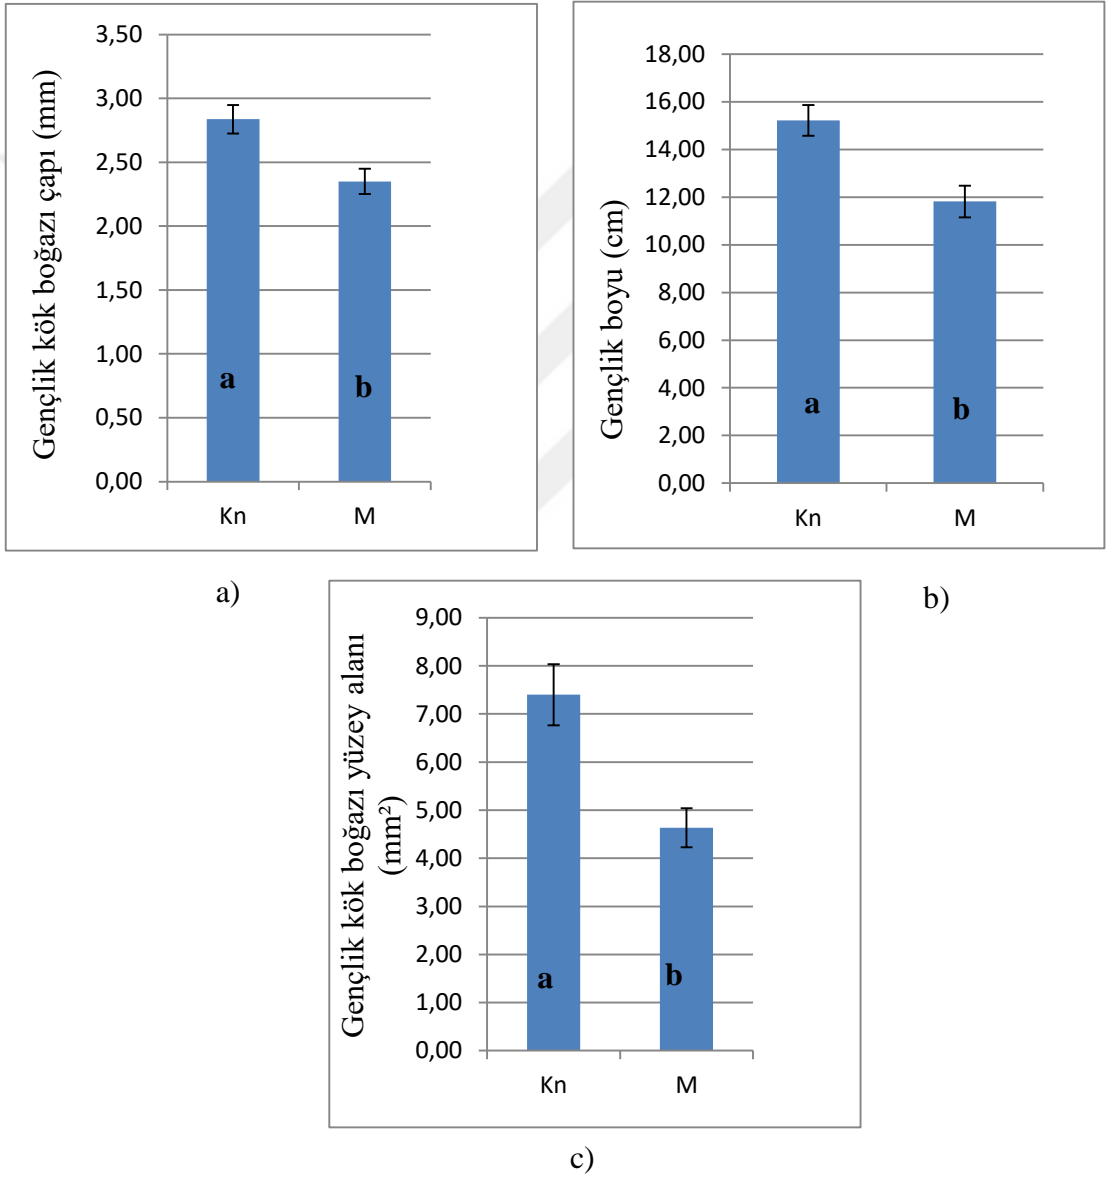 Gençlik kök boğazı çapı (mm)
3,50
3,00
2,50
2,00
1,50
1,00
0,50
0,00
a
b
Kn
M
a)
Gençlik boyu (cm)
18,00
16,00
14,00
12,00
10,00
8,00
6,00
4,00
2,00
0,00
a
b
Kn
M
b)
Gençlik kök boğazı yüzey alanı
(mm²)
9,00
8,00
7,00
6,00
5,00
4,00
3,00
2,00
1,00
0,00
a
b
Kn
M
c)